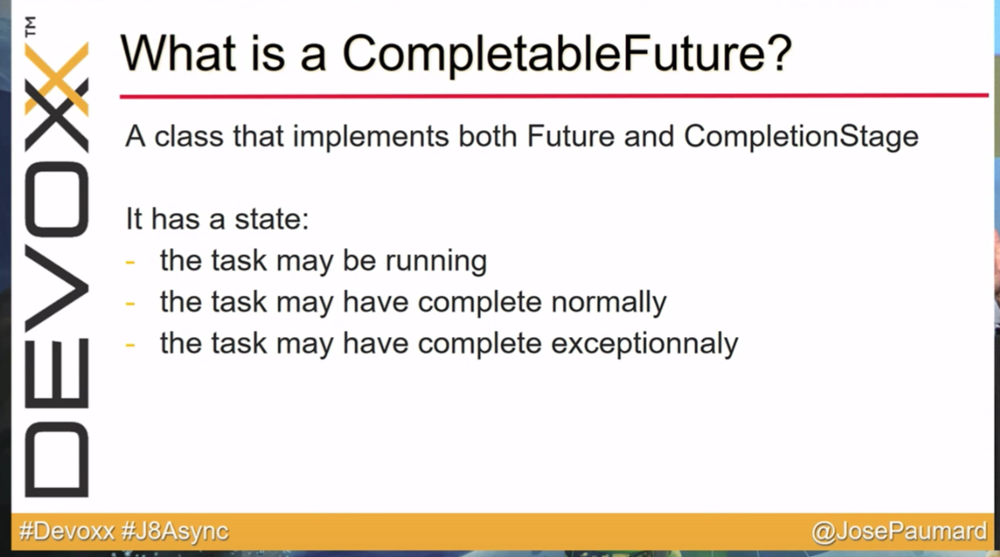 DEVOXX™
What is a CompletableFuture?
A class that implements both Future and CompletionStage
It has a state:
- the task may be running
- the task may have complete normally
- the task may have complete exceptionnaly
#Devoxx #J8Async
@JosePaumard